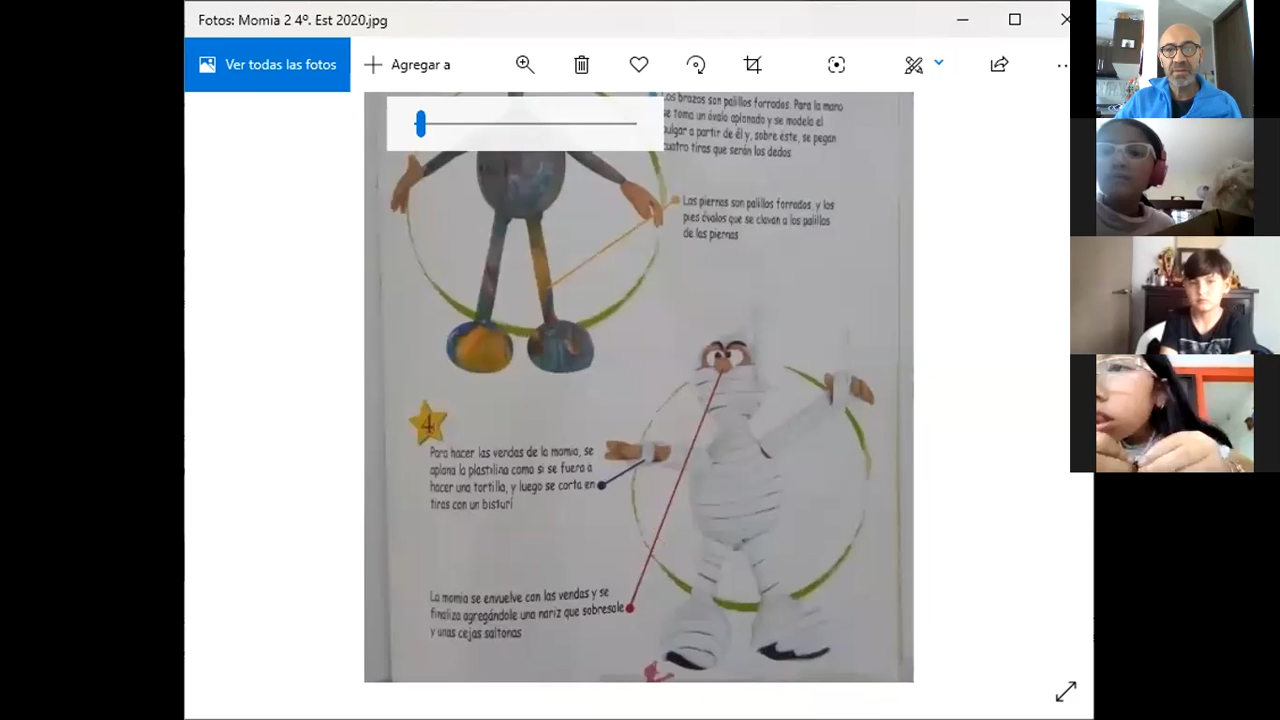 Fotos: Momia 2 4º. Est 2020.jpg
Ver todas las fotos
Agregar a
Los brazos son palillos forrados. Para la mano
se toma un óvalo aplanado y se modela el
pulgar a partir de él y, sobre éste, se pegan
cuatro tiras que serán los dedos
Las piernas son palillos forrados, y los
pies óvalos que se clavan a los palillos
de las piernas
4
Para hacer las vendas de la momia, se
aplana la plastilina como si se fuera a
hacer una tortilla, y luego se corta en
tiras con un bisturí
La momia se envuelve con las vendas y se
finaliza agregándole una nariz que sobresale
y unas cejas saltonas